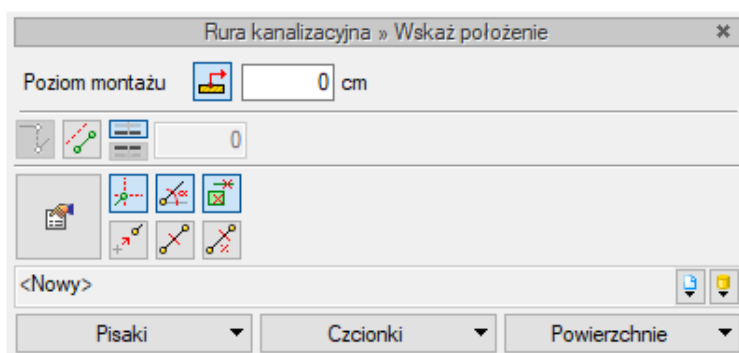 Rura kanalizacyjna » Wskaż położenie
Poziom montażu 0 cm
0
<Nowy>
Pisaki Czcionki Powierzchnie